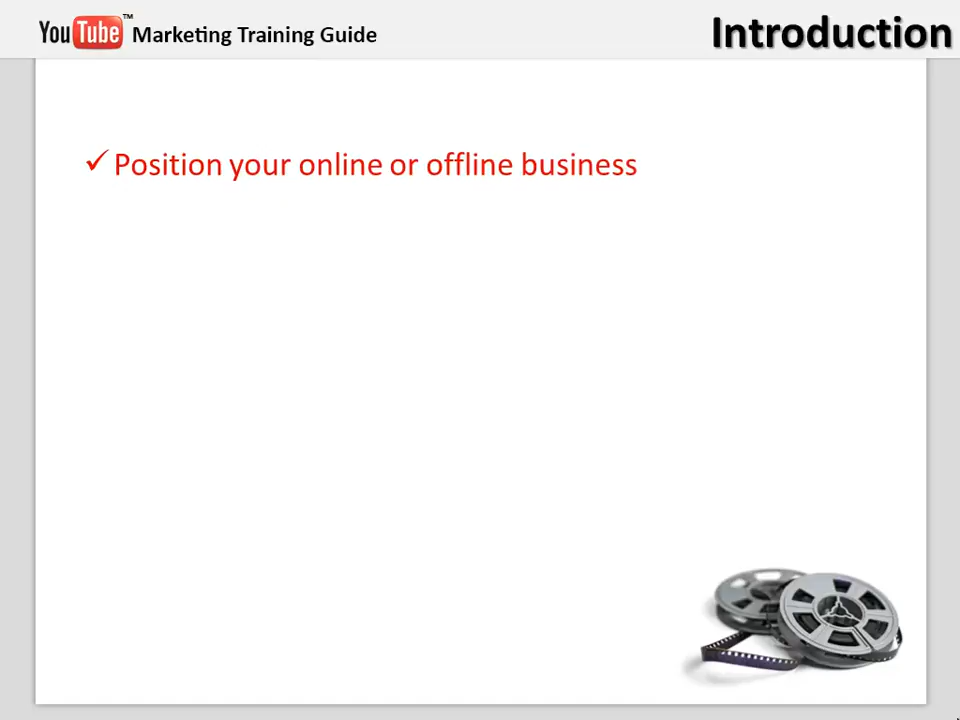 YouTube™ Marketing Training Guide
Introduction
✓ Position your online or offline business